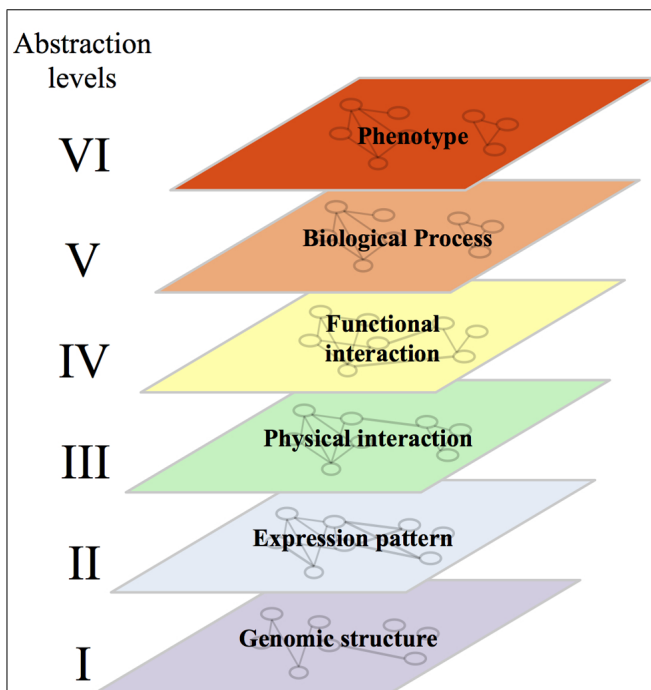 Abstraction
levels
VI
Phenotype
V
Biological Process
IV
Functional
interaction
III
Physical interaction
II
Expression pattern
I
Genomic structure